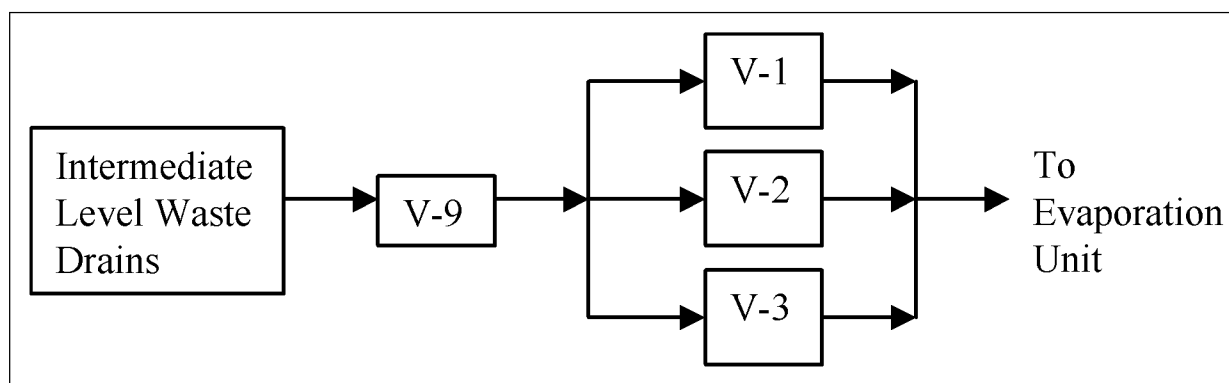 Intermediate
Level Waste
Drains
V-9
V-1
V-2
V-3
To
Evaporation
Unit